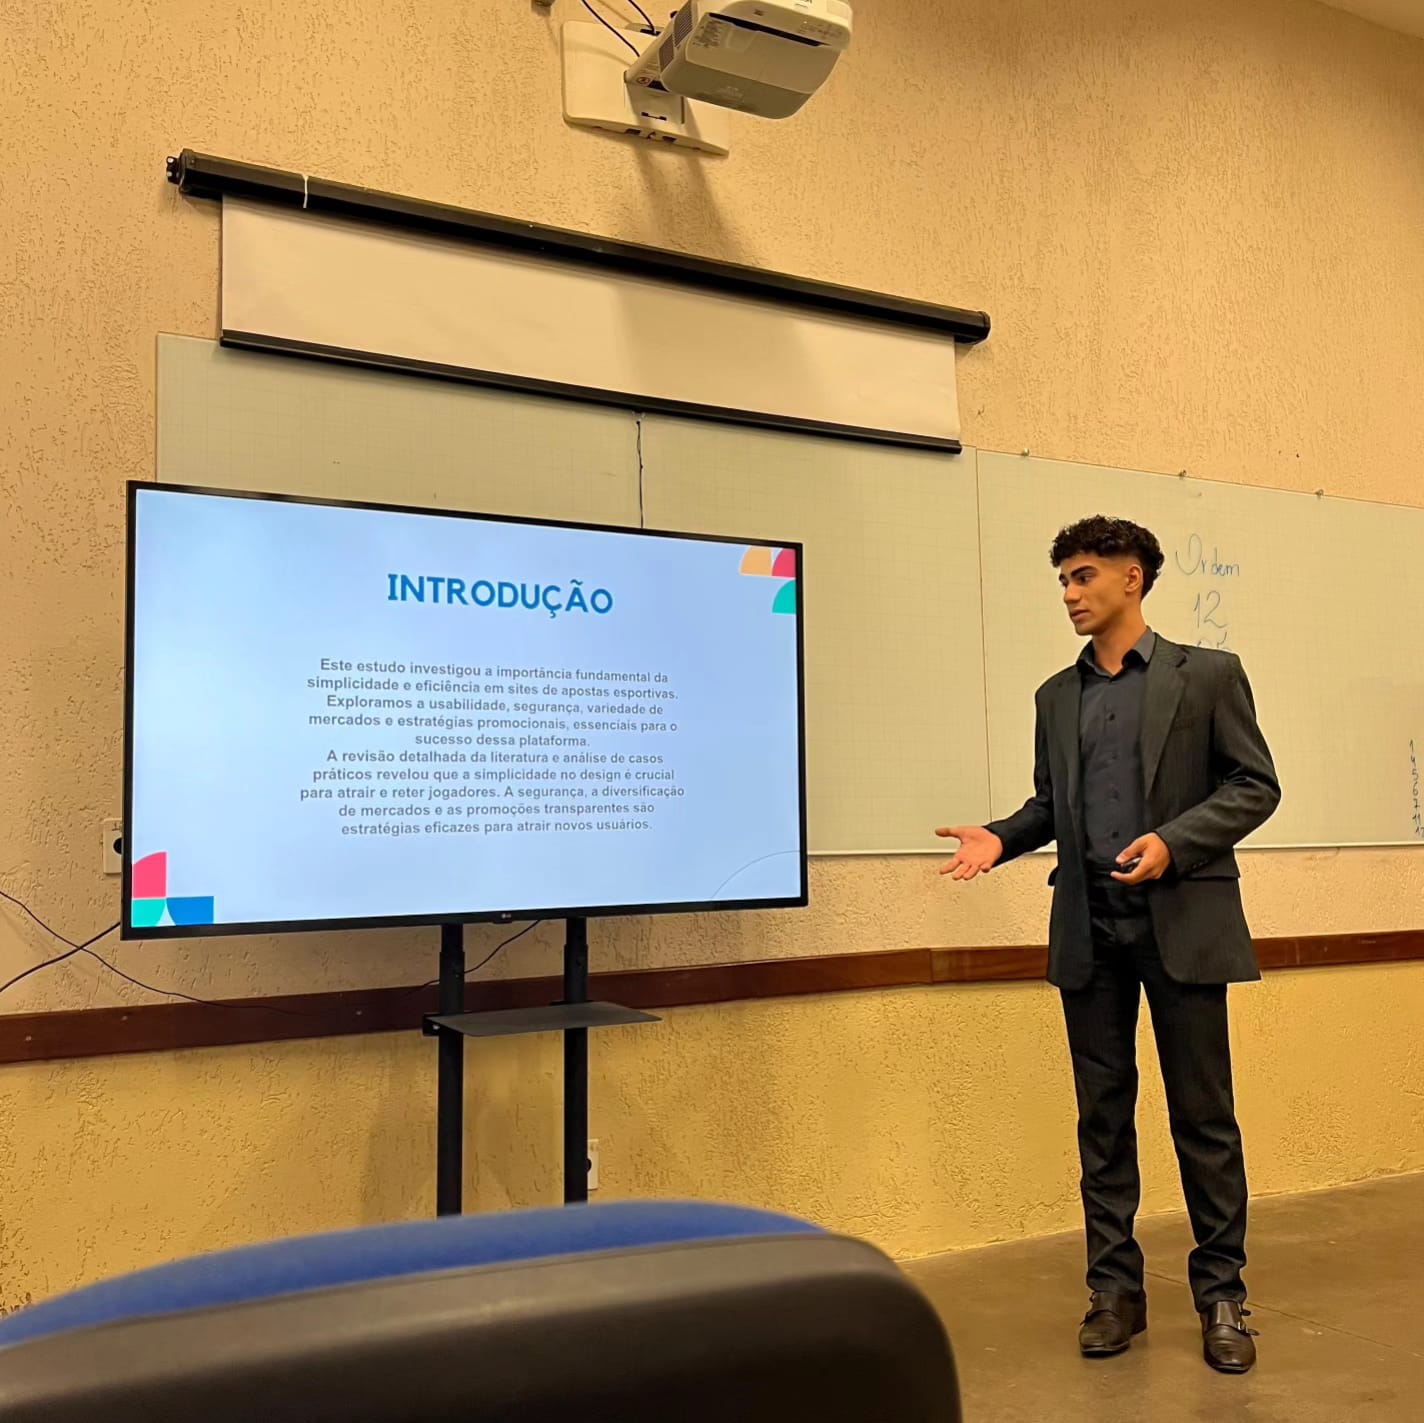 INTRODUÇÃO
Este estudo investigou a importância fundamental da
simplicidade e eficiência em sites de apostas esportivas.
Exploramos a usabilidade, segurança, variedade de
mercados e estratégias promocionais, essenciais para o
sucesso dessa plataforma.
A revisão detalhada da literatura e análise de casos
práticos revelou que a simplicidade no design é crucial
para atrair e reter jogadores. A segurança, a diversificação
de mercados e as promoções transparentes são
estratégias eficazes para atrair novos usuários.
LG
Ordem
12